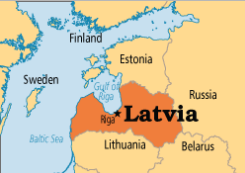 Finland
Estonia
Sweden
Gulf of
Riga
Russia
Riga
Latvia
Baltic Sea
Lithuania
Belarus